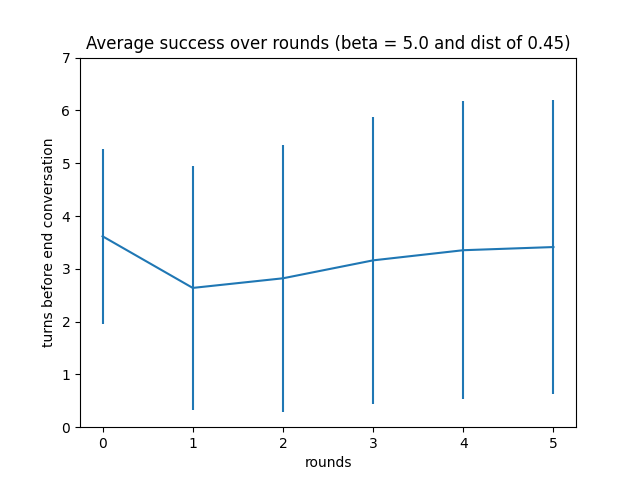 Average success over rounds (beta = 5.0 and dist of 0.45)
turns before end conversation
7
6
5
4
3
2
1
0
0 1 2 3 4 5
rounds